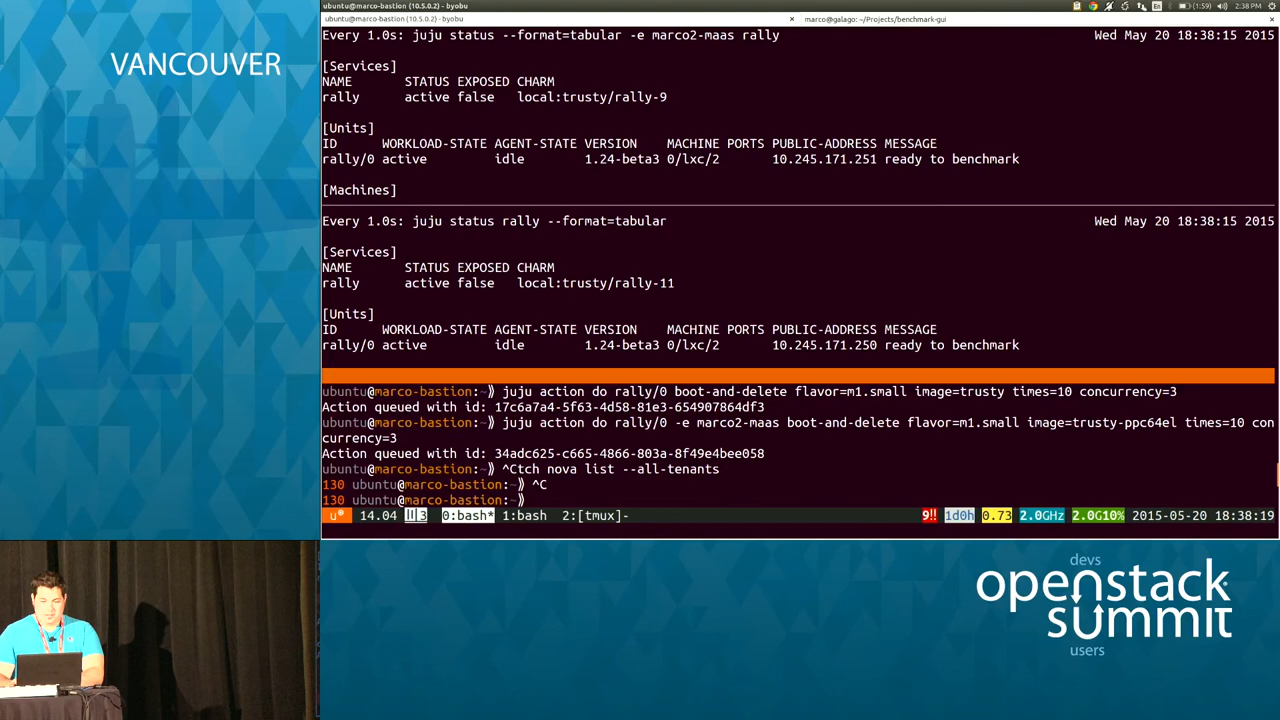 ubuntu@marco-bastion (10.5.0.2) - byobu
(1:59) 2:38 PM
ubuntu@marco-bastion (10.5.0.2) - byobu
marco@galago: ~/Projects/benchmark-gui
VANCOUVER
Every 1.0s: juju status --format=tabular -e marco2-maas rally Wed May 20 18:38:15 2015
[Services]
NAME STATUS EXPOSED CHARM
rally active false local:trusty/rally-9
[Units]
ID WORKLOAD-STATE AGENT-STATE VERSION MACHINE PORTS PUBLIC-ADDRESS MESSAGE
rally/0 active idle 1.24-beta3 0/lxc/2 10.245.171.251 ready to benchmark
[Machines]
Every 1.0s: juju status rally --format=tabular Wed May 20 18:38:15 2015
[Services]
NAME STATUS EXPOSED CHARM
rally active false local:trusty/rally-11
[Units]
ID WORKLOAD-STATE AGENT-STATE VERSION MACHINE PORTS PUBLIC-ADDRESS MESSAGE
rally/0 active idle 1.24-beta3 0/lxc/2 10.245.171.250 ready to benchmark
ubuntu@marco-bastion:~⟫ juju action do rally/0 boot-and-delete flavor=m1.small image=trusty times=10 concurrency=3
Action queued with id: 17c6a7a4-5f63-4d58-81e3-654907864df3
ubuntu@marco-bastion:~⟫ juju action do rally/0 -e marco2-maas boot-and-delete flavor=m1.small image=trusty-ppc64el times=10 con
currency=3
Action queued with id: 34adc625-c665-4866-803a-8f49e4bee058
ubuntu@marco-bastion:~⟫ ^Ctch nova list --all-tenants
130 ubuntu@marco-bastion:~⟫ ^C
130 ubuntu@marco-bastion:~⟫
u 14.04 3 0:bash* 1:bash 2:[tmux]- 9!! 1d0h 0.73 2.0GHz 2.0G10% 2015-05-20 18:38:19
devs
openstack
summit
users